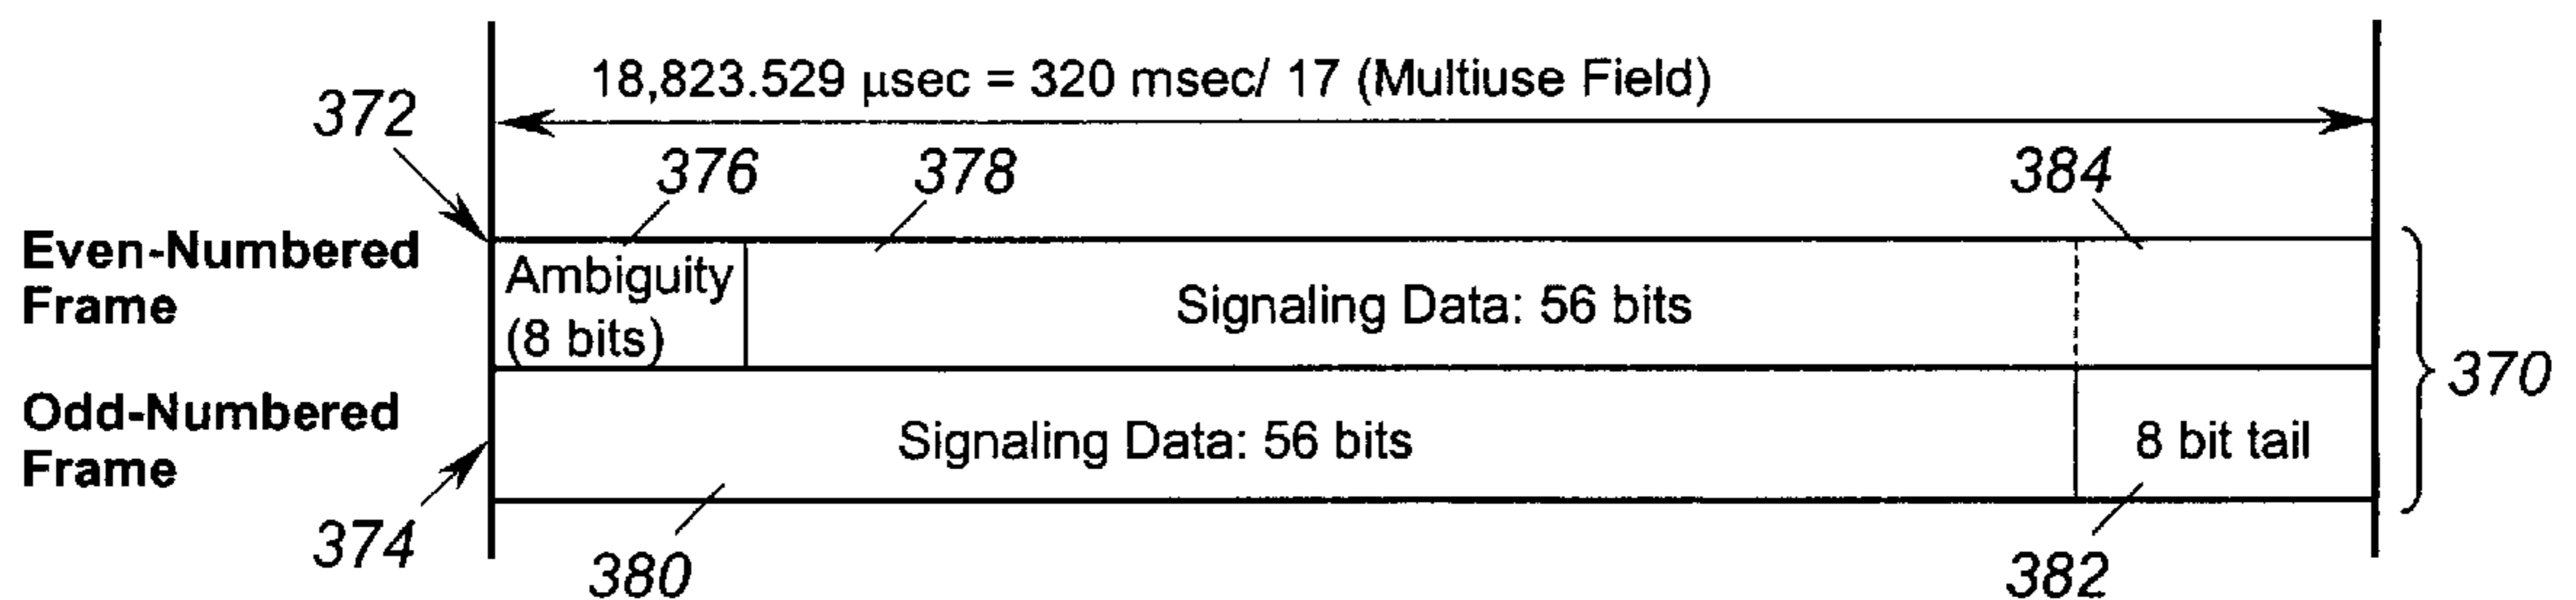 18,823.529 μsec = 320 msec/ 17 (Multiuse Field)
372
376
378
384
Even-Numbered
Frame
Ambiguity
(8 bits)
Signaling Data: 56 bits
370
Odd-Numbered
Frame
Signaling Data: 56 bits
8 bit tail
374
380
382